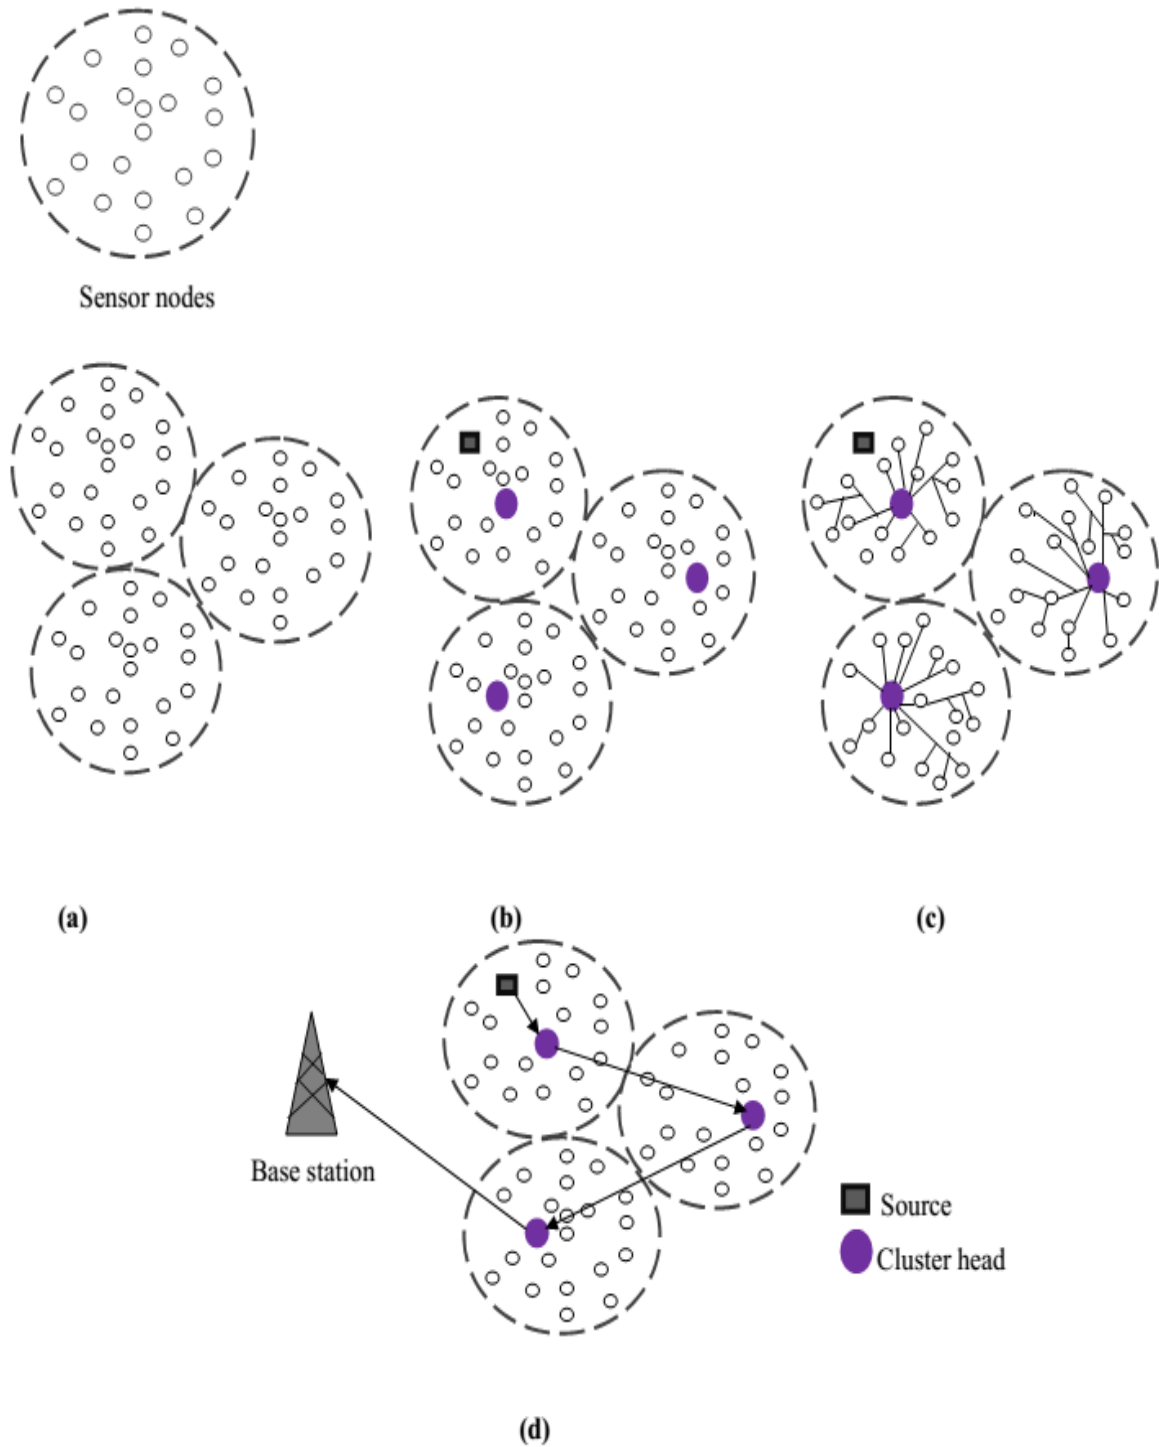 Sensor nodes
(a)
(b)
(c)
Base station
Source
Cluster head
(d)